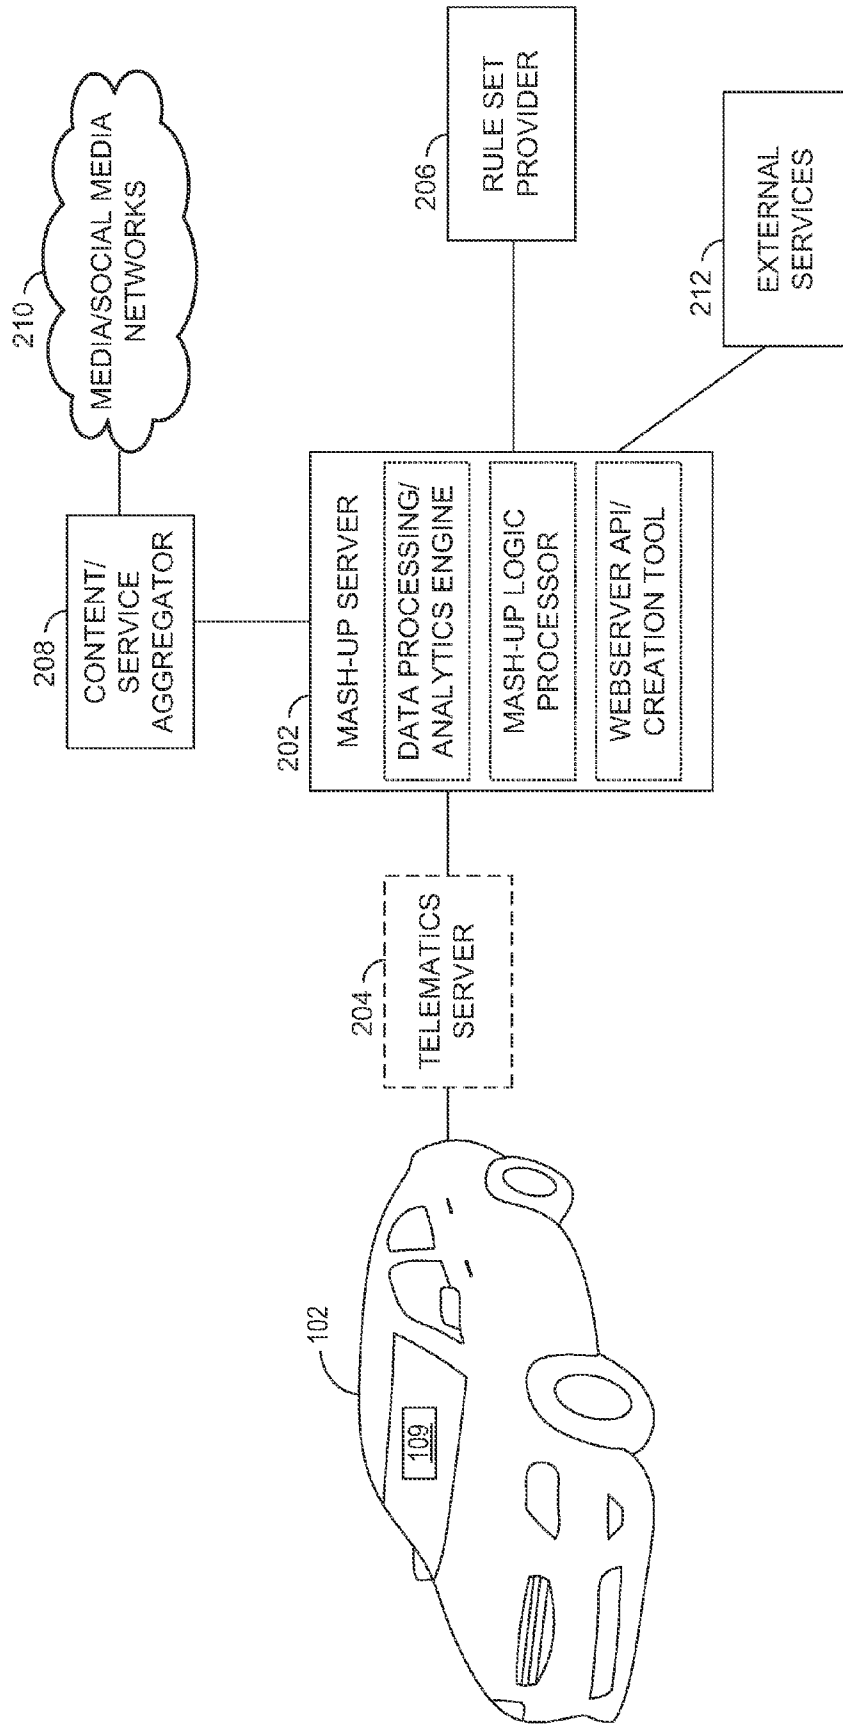 102
109
204
TELEMATICS
SERVER
208
CONTENT/
SERVICE
AGGREGATOR
210
MEDIA/SOCIAL MEDIA
NETWORKS
202
MASH-UP SERVER
DATA PROCESSING/
ANALYTICS ENGINE
MASH-UP LOGIC
PROCESSOR
WEBSERVER API/
CREATION TOOL
206
RULE SET
PROVIDER
212
EXTERNAL
SERVICES